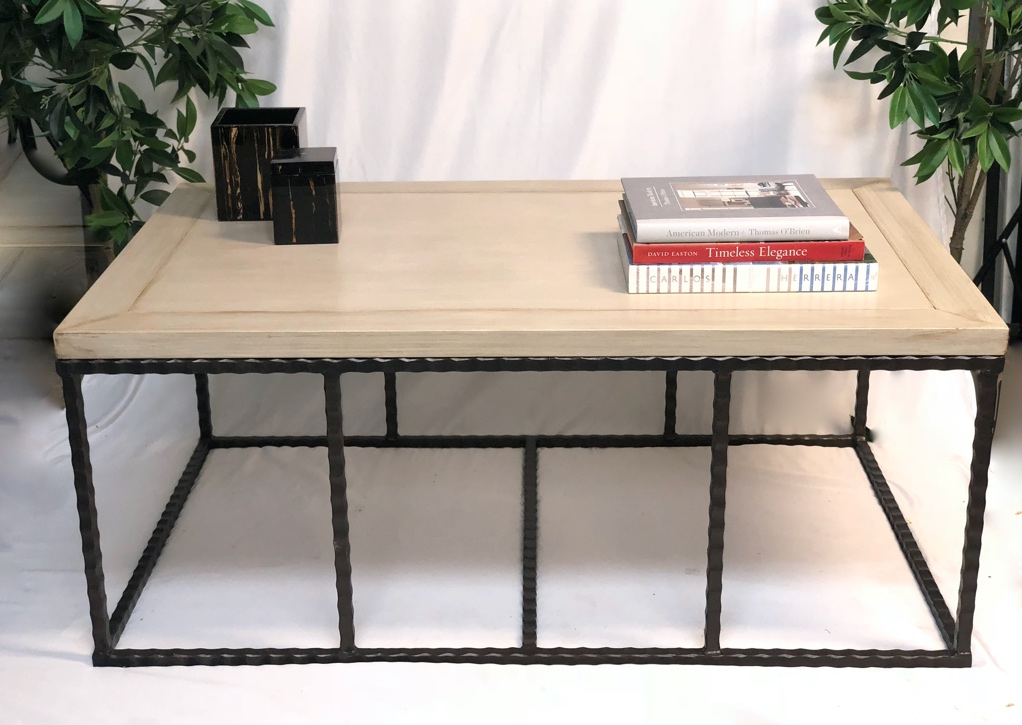 American Modern Thomas O'Brien
DAVID EASTON Timeless Elegance
CARLOS HERRERA